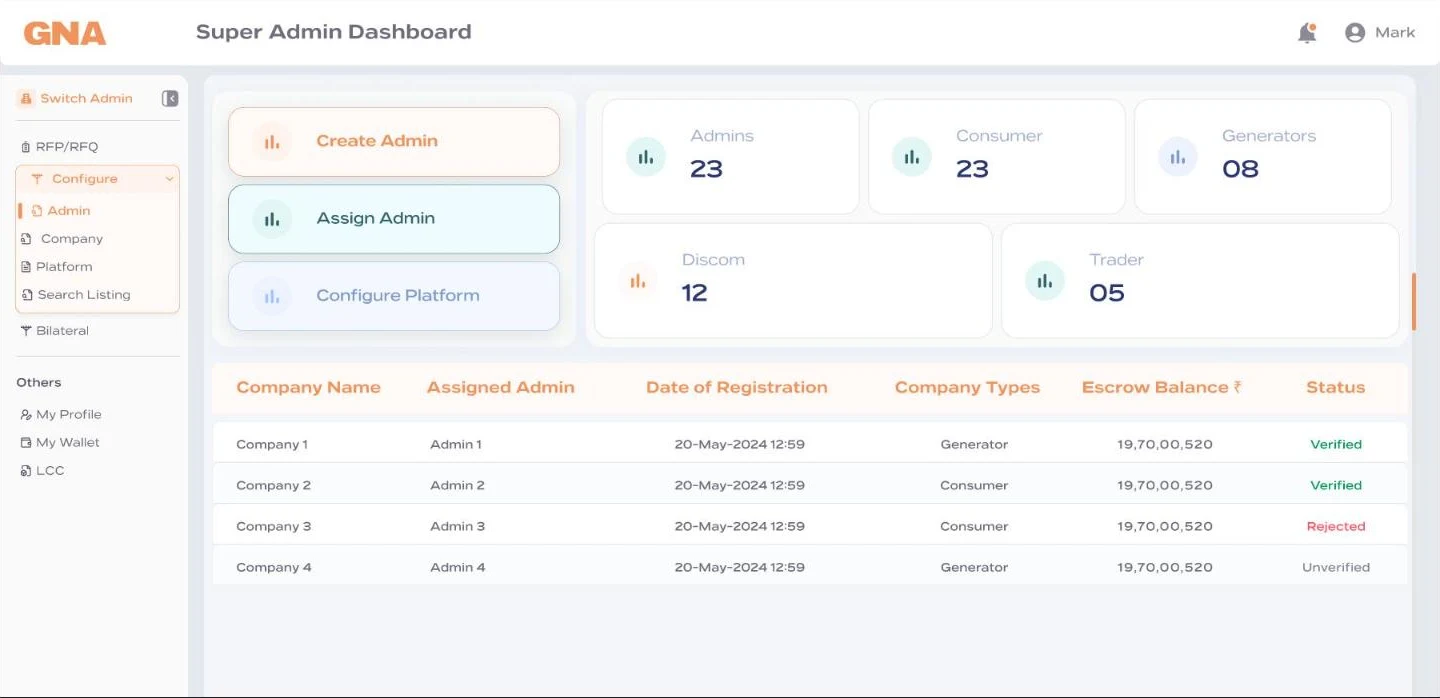 GNA
Super Admin Dashboard
Mark
Switch Admin
RFP/RFQ
Configure
Admin
Company
Platform
Search Listing
Bilateral
Others
My Profile
My Wallet
LCC
Create Admin
Assign Admin
Configure Platform
Admins
23
Consumer
23
Generators
08
Discom
12
Trader
05
Company Name Assigned Admin Date of Registration Company Types Escrow Balance ₹ Status
Company 1 Admin 1 20-May-2024 12:59 Generator 19,70,00,520 Verified
Company 2 Admin 2 20-May-2024 12:59 Consumer 19,70,00,520 Verified
Company 3 Admin 3 20-May-2024 12:59 Consumer 19,70,00,520 Rejected
Company 4 Admin 4 20-May-2024 12:59 Generator 19,70,00,520 Unverified